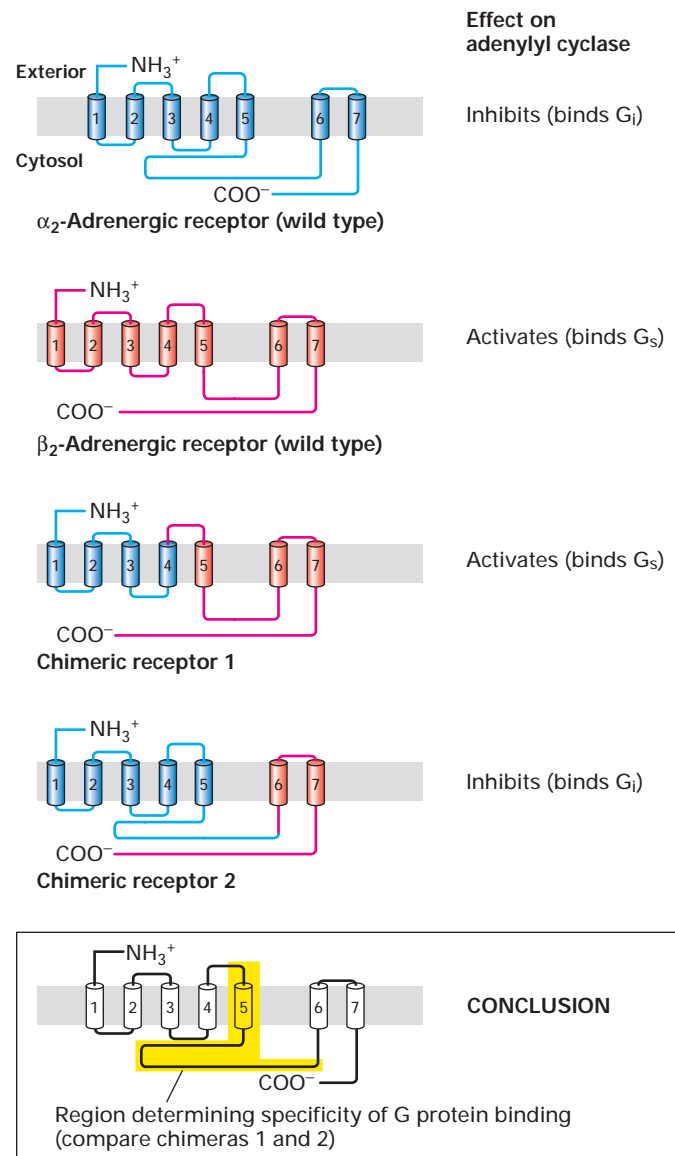 Effect on
adenylyl cyclase
Exterior
NH₃⁺
1 2 3 4 5 6 7
Inhibits (binds Gᵢ)
Cytosol
COO⁻
α₂-Adrenergic receptor (wild type)
NH₃⁺
1 2 3 4 5 6 7
Activates (binds Gₛ)
COO⁻
β₂-Adrenergic receptor (wild type)
NH₃⁺
1 2 3 4 5 6 7
Activates (binds Gₛ)
COO⁻
Chimeric receptor 1
NH₃⁺
1 2 3 4 5 6 7
Inhibits (binds Gᵢ)
COO⁻
Chimeric receptor 2
NH₃⁺
1 2 3 4 5 6 7
CONCLUSION
COO⁻
Region determining specificity of G protein binding
(compare chimeras 1 and 2)